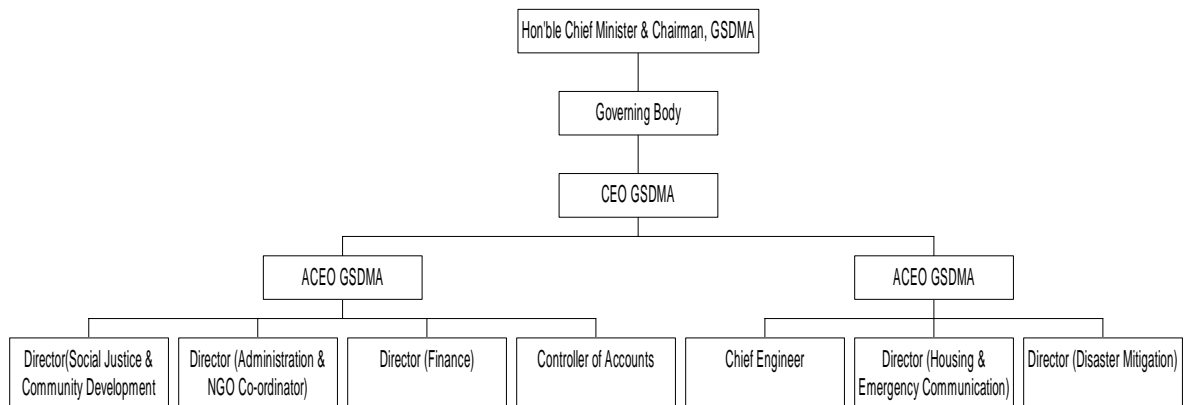 Hon'ble Chief Minister & Chairman, GSDMA
Governing Body
CEO GSDMA
ACEO GSDMA
ACEO GSDMA
Director(Social Justice &
Community Development
Director (Administration &
NGO Co-ordinator)
Director (Finance)
Controller of Accounts
Chief Engineer
Director (Housing &
Emergency Communication)
Director (Disaster Mitigation)